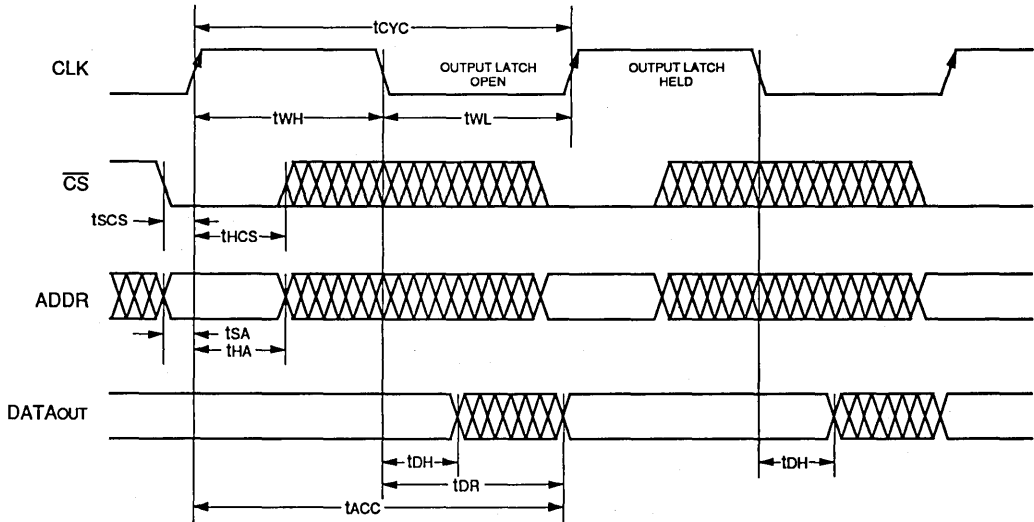 tCYC
CLK
OUTPUT LATCH
OPEN
OUTPUT LATCH
HELD
tWH
tWL
CS
tSCS
tHCS
ADDR
tSA
tHA
DATAOUT
tDH
tDH
tDR
tACC